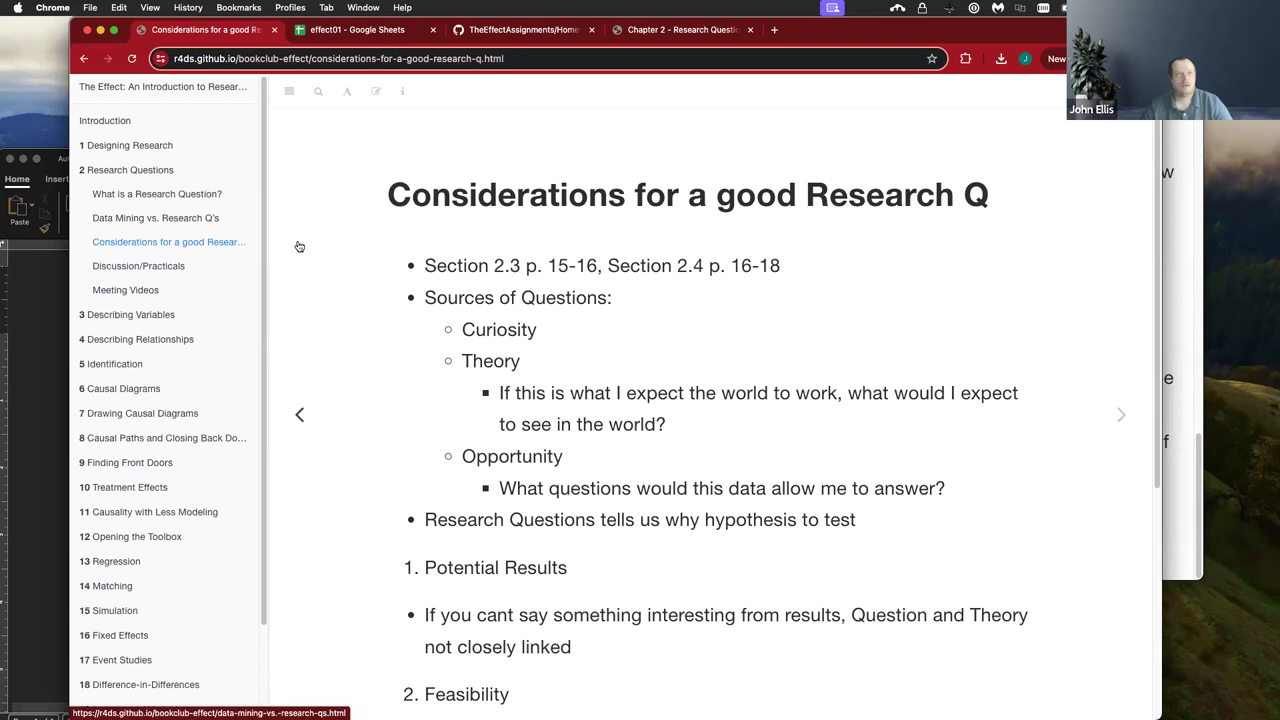 Chrome File Edit View History Bookmarks Profiles Tab Window Help
Considerations for a good Re
effect01 - Google Sheets
TheEffectAssignments/Home
Chapter 2 - Research Questi
r4ds.github.io/bookclub-effect/considerations-for-a-good-research-q.html
New
John Ellis
Home Insert
Paste
The Effect: An Introduction to Resear...
Introduction
1 Designing Research
2 Research Questions
What is a Research Question?
Data Mining vs. Research Q's
Considerations for a good Resear...
Discussion/Practicals
Meeting Videos
3 Describing Variables
4 Describing Relationships
5 Identification
6 Causal Diagrams
7 Drawing Causal Diagrams
8 Causal Paths and Closing Back Do...
9 Finding Front Doors
10 Treatment Effects
11 Causality with Less Modeling
12 Opening the Toolbox
13 Regression
14 Matching
15 Simulation
16 Fixed Effects
17 Event Studies
18 Difference-in-Differences
https://r4ds.github.io/bookclub-effect/data-mining-vs.-research-qs.html
Considerations for a good Research Q
• Section 2.3 p. 15-16, Section 2.4 p. 16-18
• Sources of Questions:
○ Curiosity
○ Theory
▪ If this is what I expect the world to work, what would I expect
to see in the world?
○ Opportunity
▪ What questions would this data allow me to answer?
• Research Questions tells us why hypothesis to test
1. Potential Results
• If you cant say something interesting from results, Question and Theory
not closely linked
2. Feasibility